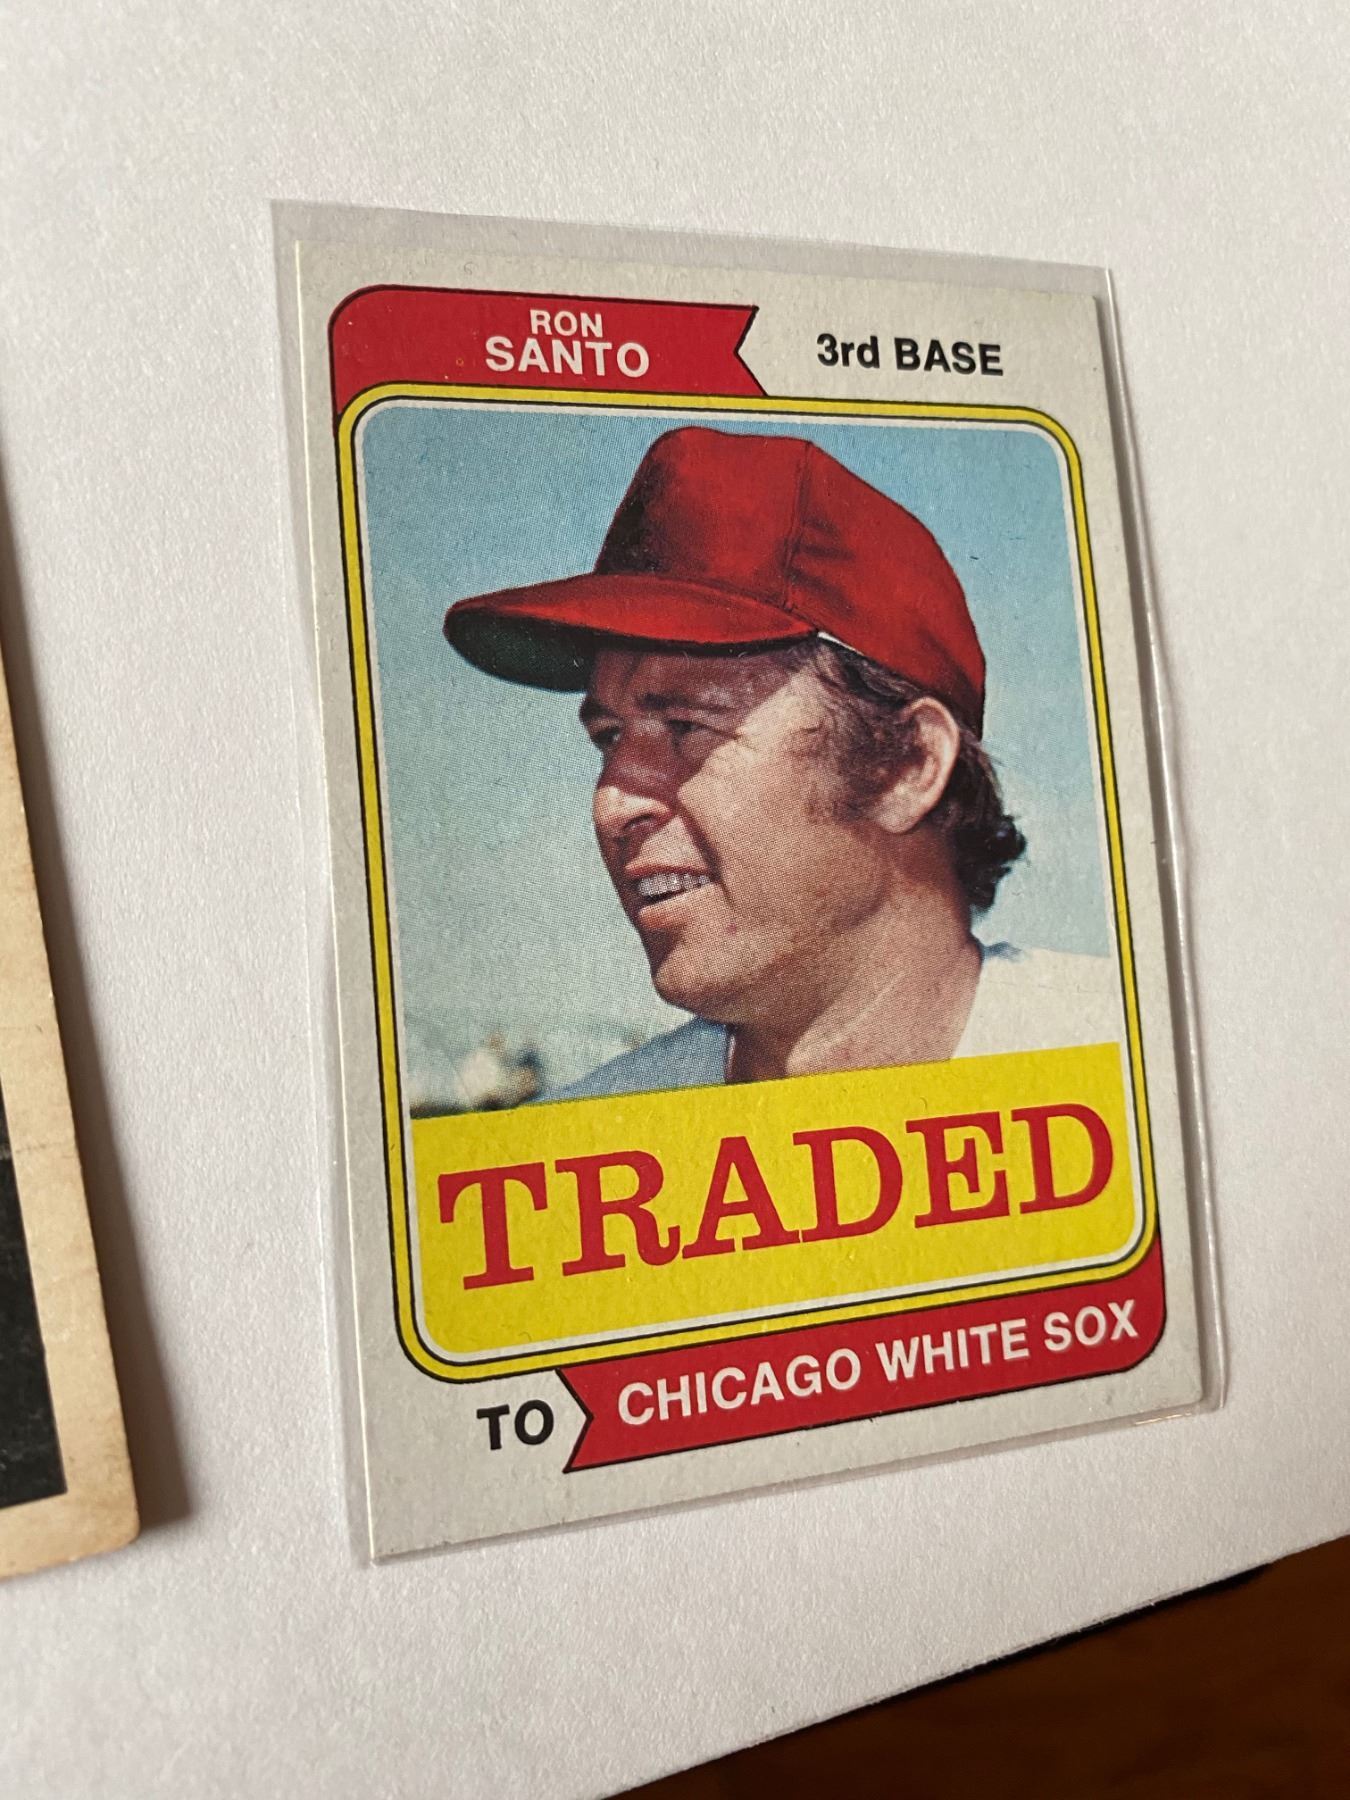 RON
SANTO
3rd BASE
TRADED
TO
CHICAGO WHITE SOX